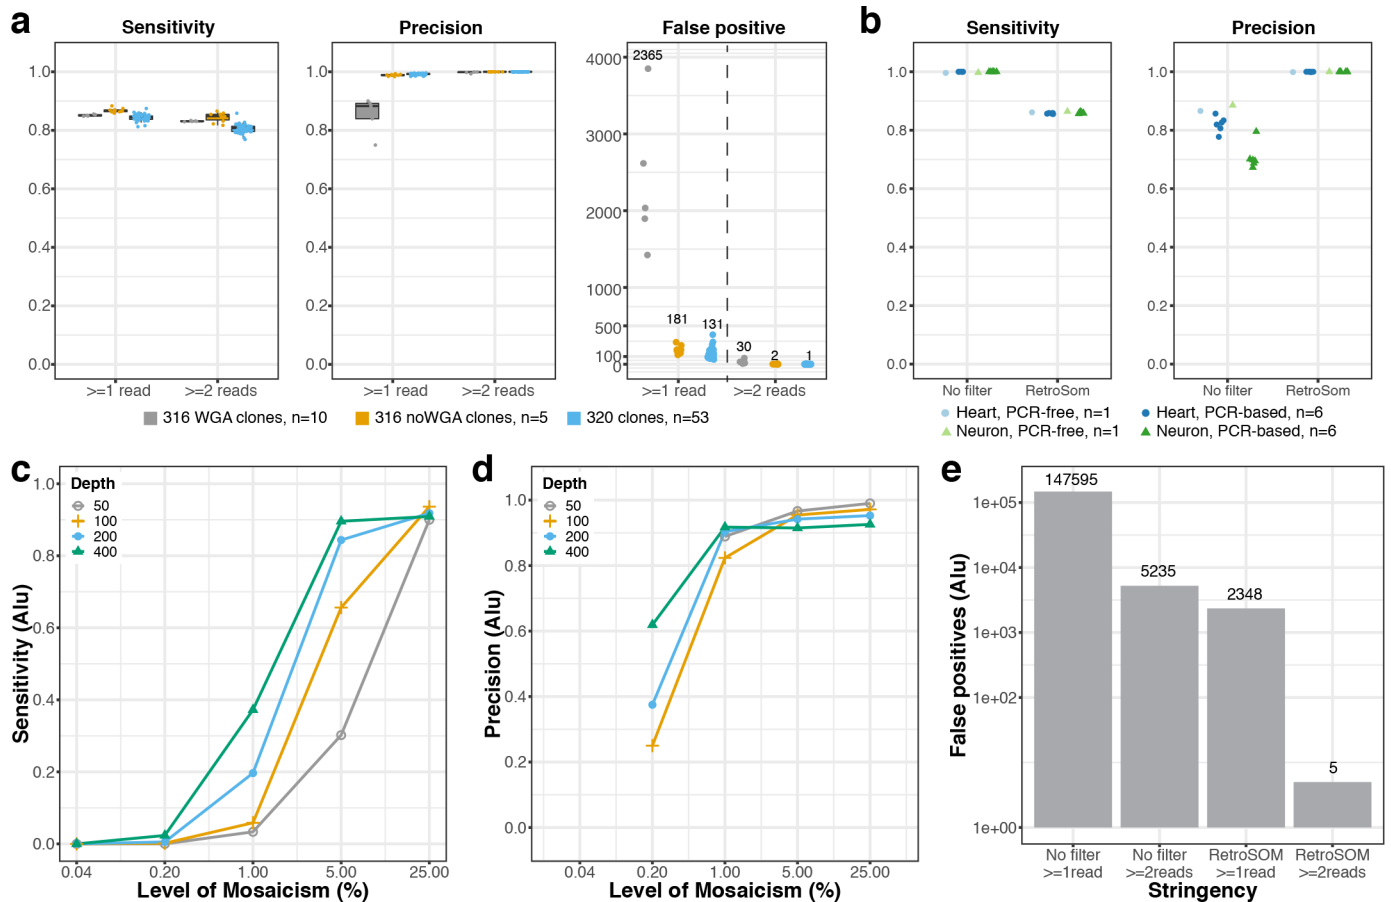 a
Sensitivity
1.0
0.8
0.6
0.4
0.2
0.0
>=1 read
>=2 reads
Precision
1.0
0.8
0.6
0.4
0.2
0.0
>=1 read
>=2 reads
False positive
4000
3000
2000
1000
500
100
0
2365
181
131
30
2
1
>=1 read
>=2 reads
316 WGA clones, n=10
316 noWGA clones, n=5
320 clones, n=53
b
Sensitivity
1.0
0.8
0.6
0.4
0.2
0.0
No filter
RetroSom
Precision
1.0
0.8
0.6
0.4
0.2
0.0
No filter
RetroSom
Heart, PCR-free, n=1
Heart, PCR-based, n=6
Neuron, PCR-free, n=1
Neuron, PCR-based, n=6
c
Sensitivity (Alu)
1.0
0.8
0.6
0.4
0.2
0.0
Depth
50
100
200
400
0.04
0.20
1.00
5.00
25.00
Level of Mosaicism (%)
d
Precision (Alu)
1.0
0.8
0.6
0.4
0.2
0.0
Depth
50
100
200
400
0.04
0.20
1.00
5.00
25.00
Level of Mosaicism (%)
e
False positives (Alu)
1e+05
1e+04
1e+03
1e+02
1e+00
147595
5235
2348
5
No filter
>=1read
No filter
>=2reads
RetroSOM
>=1read
RetroSOM
>=2reads
Stringency